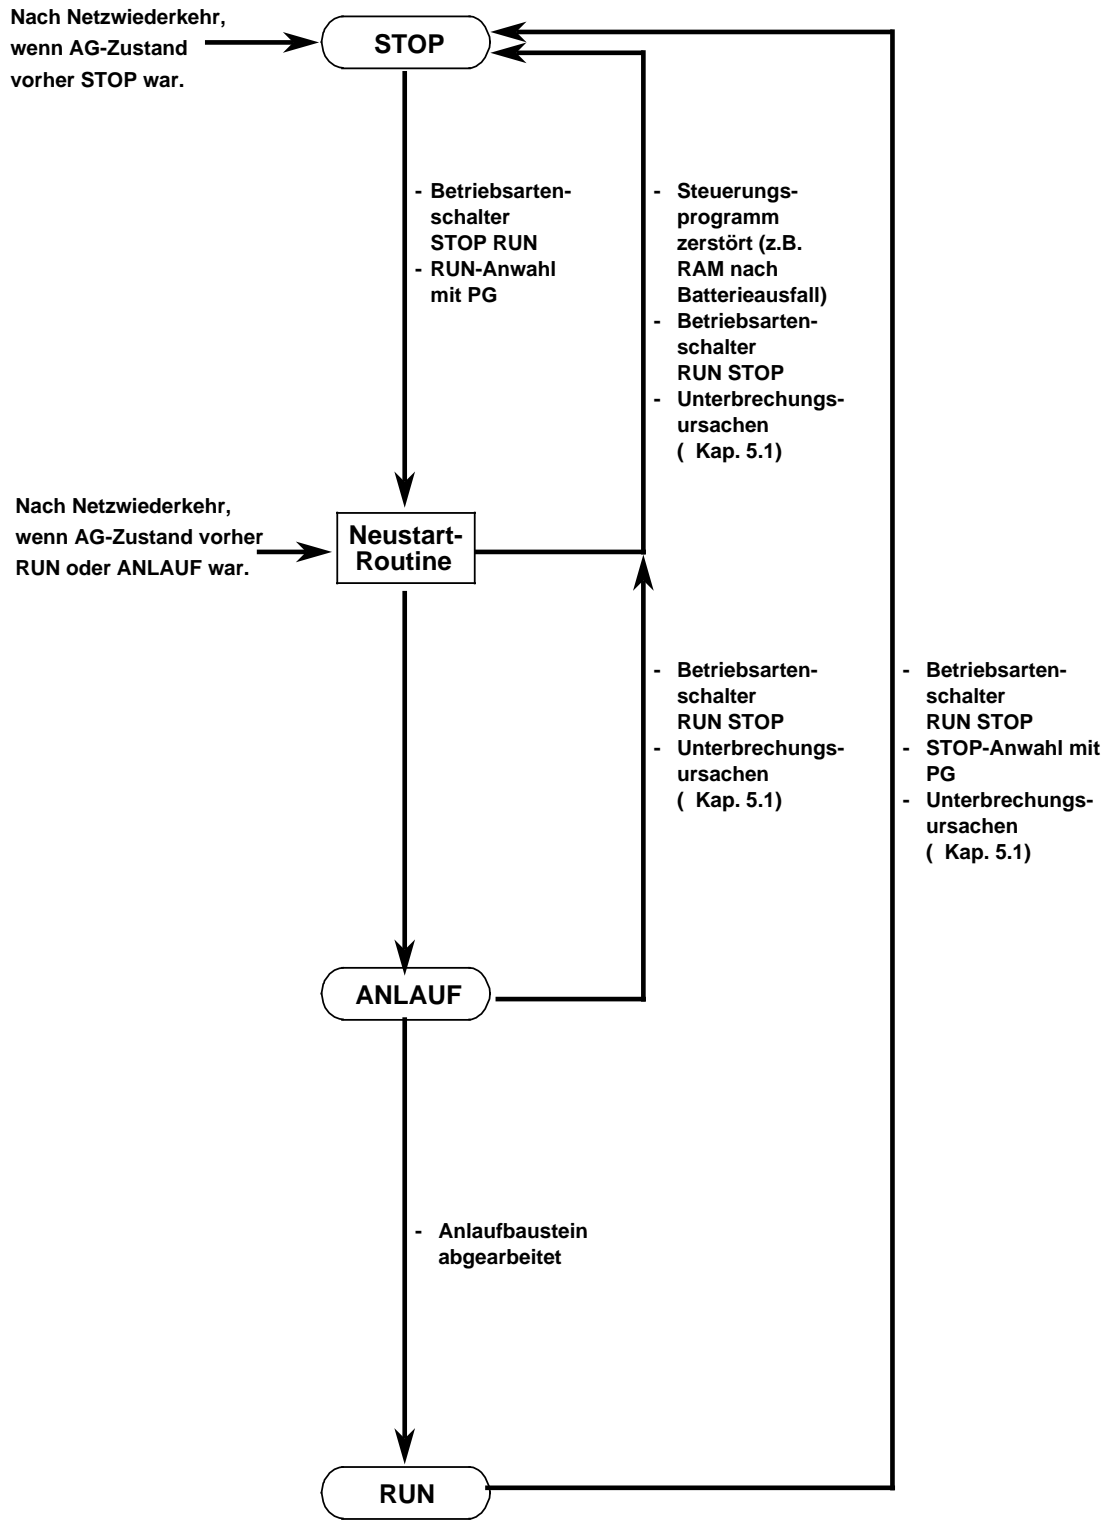 Nach Netzwiederkehr,
wenn AG-Zustand
vorher STOP war.
STOP
- Betriebsarten-
schalter
STOP RUN
- RUN-Anwahl
mit PG
- Steuerungs-
programm
zerstört (z.B.
RAM nach
Batterieausfall)
- Betriebsarten-
schalter
RUN STOP
- Unterbrechungs-
ursachen
( Kap. 5.1)
Nach Netzwiederkehr,
wenn AG-Zustand vorher
RUN oder ANLAUF war.
Neustart-
Routine
- Betriebsarten-
schalter
RUN STOP
- Unterbrechungs-
ursachen
( Kap. 5.1)
- Betriebsarten-
schalter
RUN STOP
- STOP-Anwahl mit
PG
- Unterbrechungs-
ursachen
( Kap. 5.1)
ANLAUF
- Anlaufbaustein
abgearbeitet
RUN